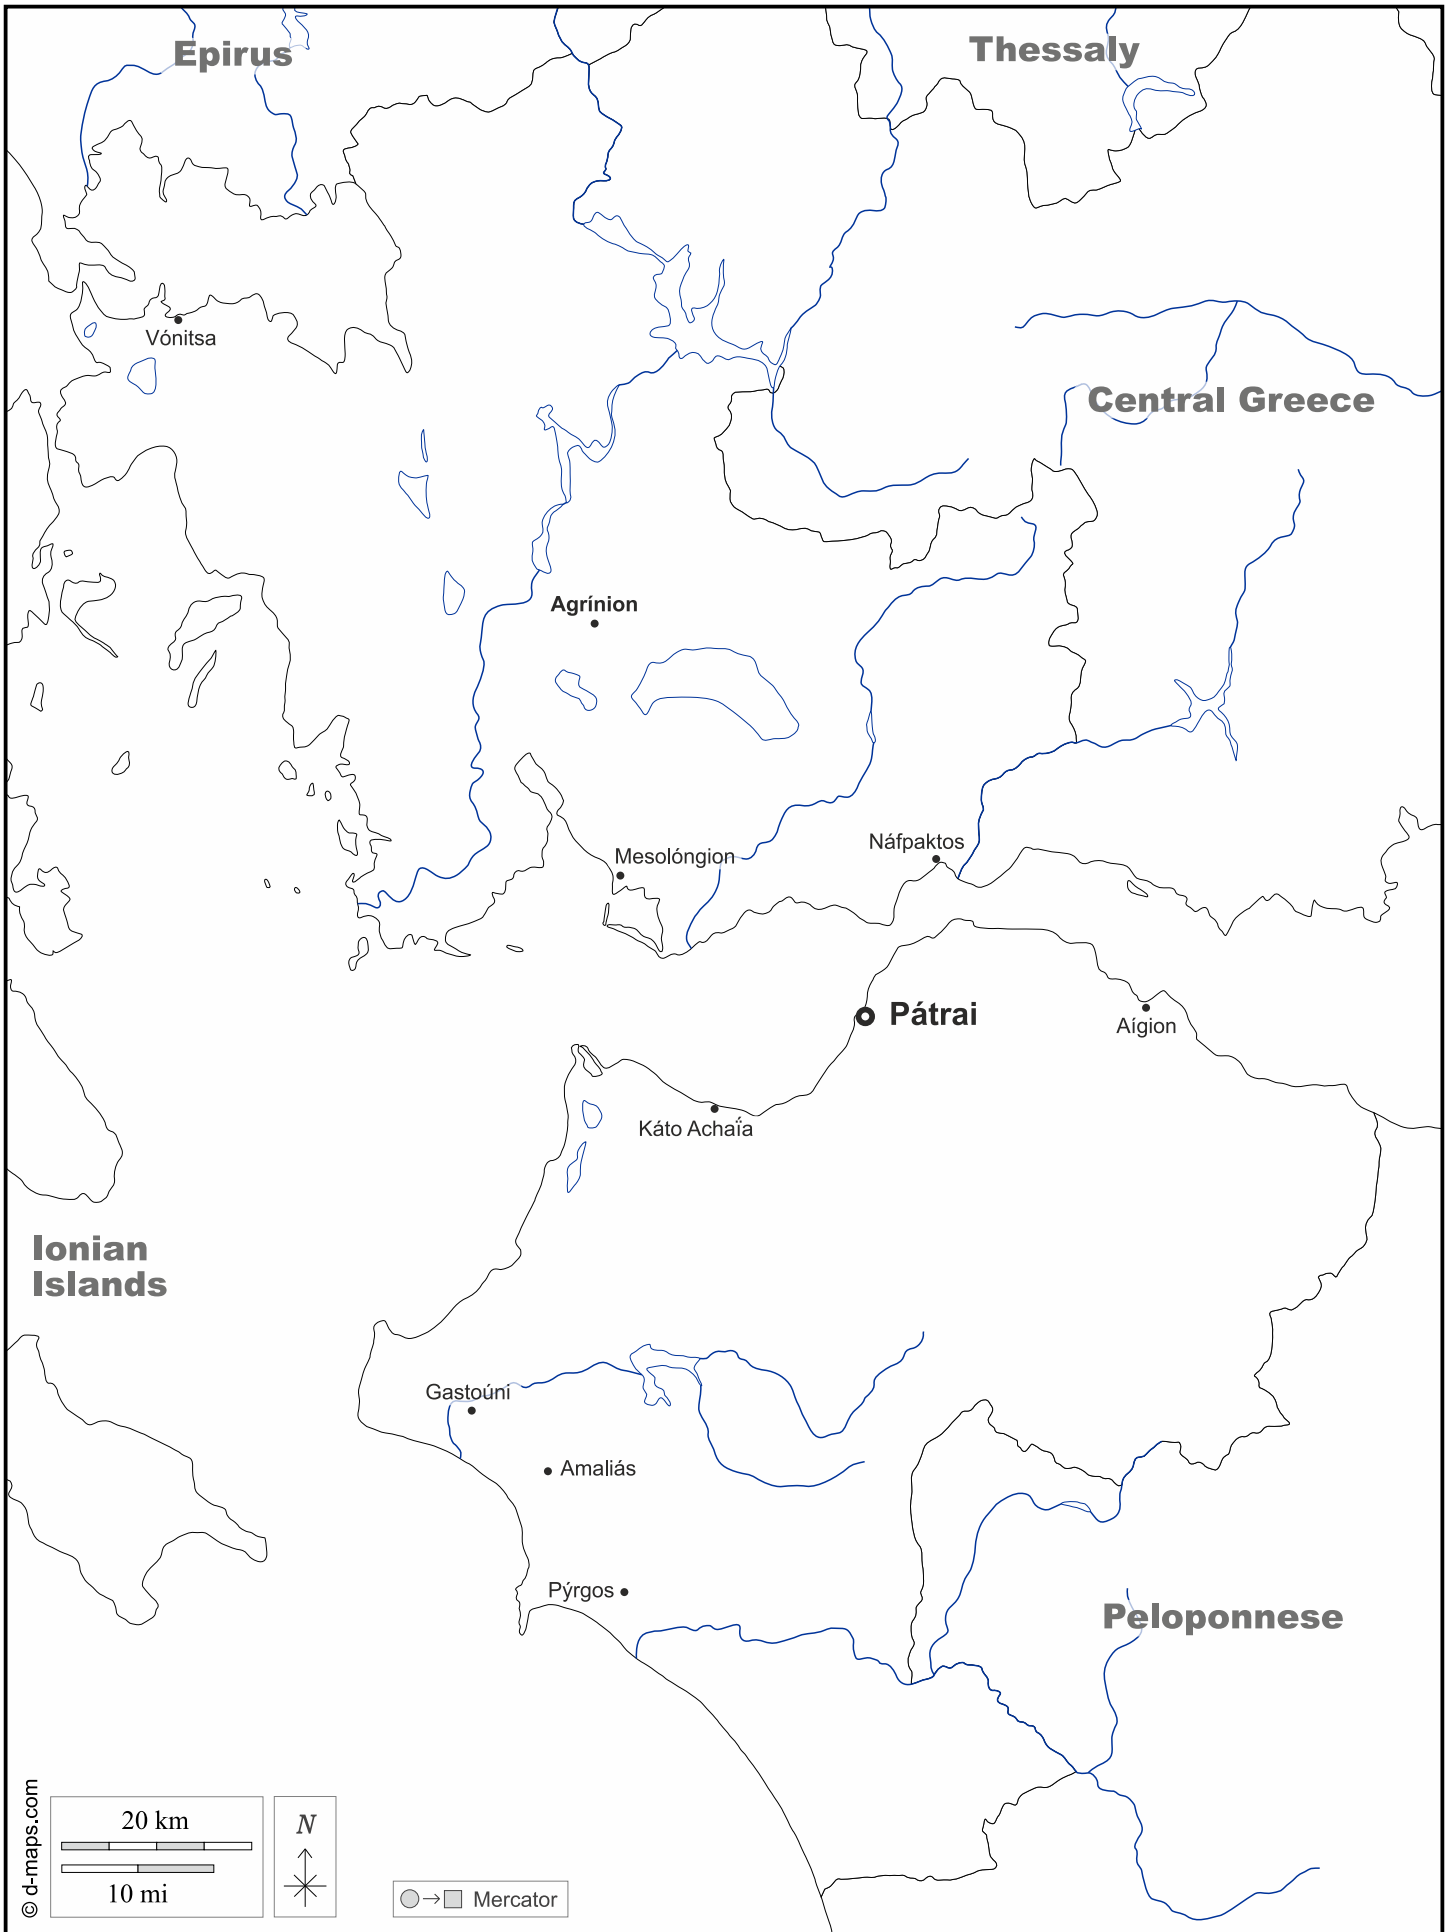 Epirus
Thessaly
Vónitsa
Central Greece
Agrínion
Náfpaktos
Mesolóngion
Pátrai
Aígion
Káto Achaḯa
Ionian
Islands
Gastoúni
Amaliás
Pýrgos
Peloponnese
© d-maps.com
20 km
10 mi
N
Mercator